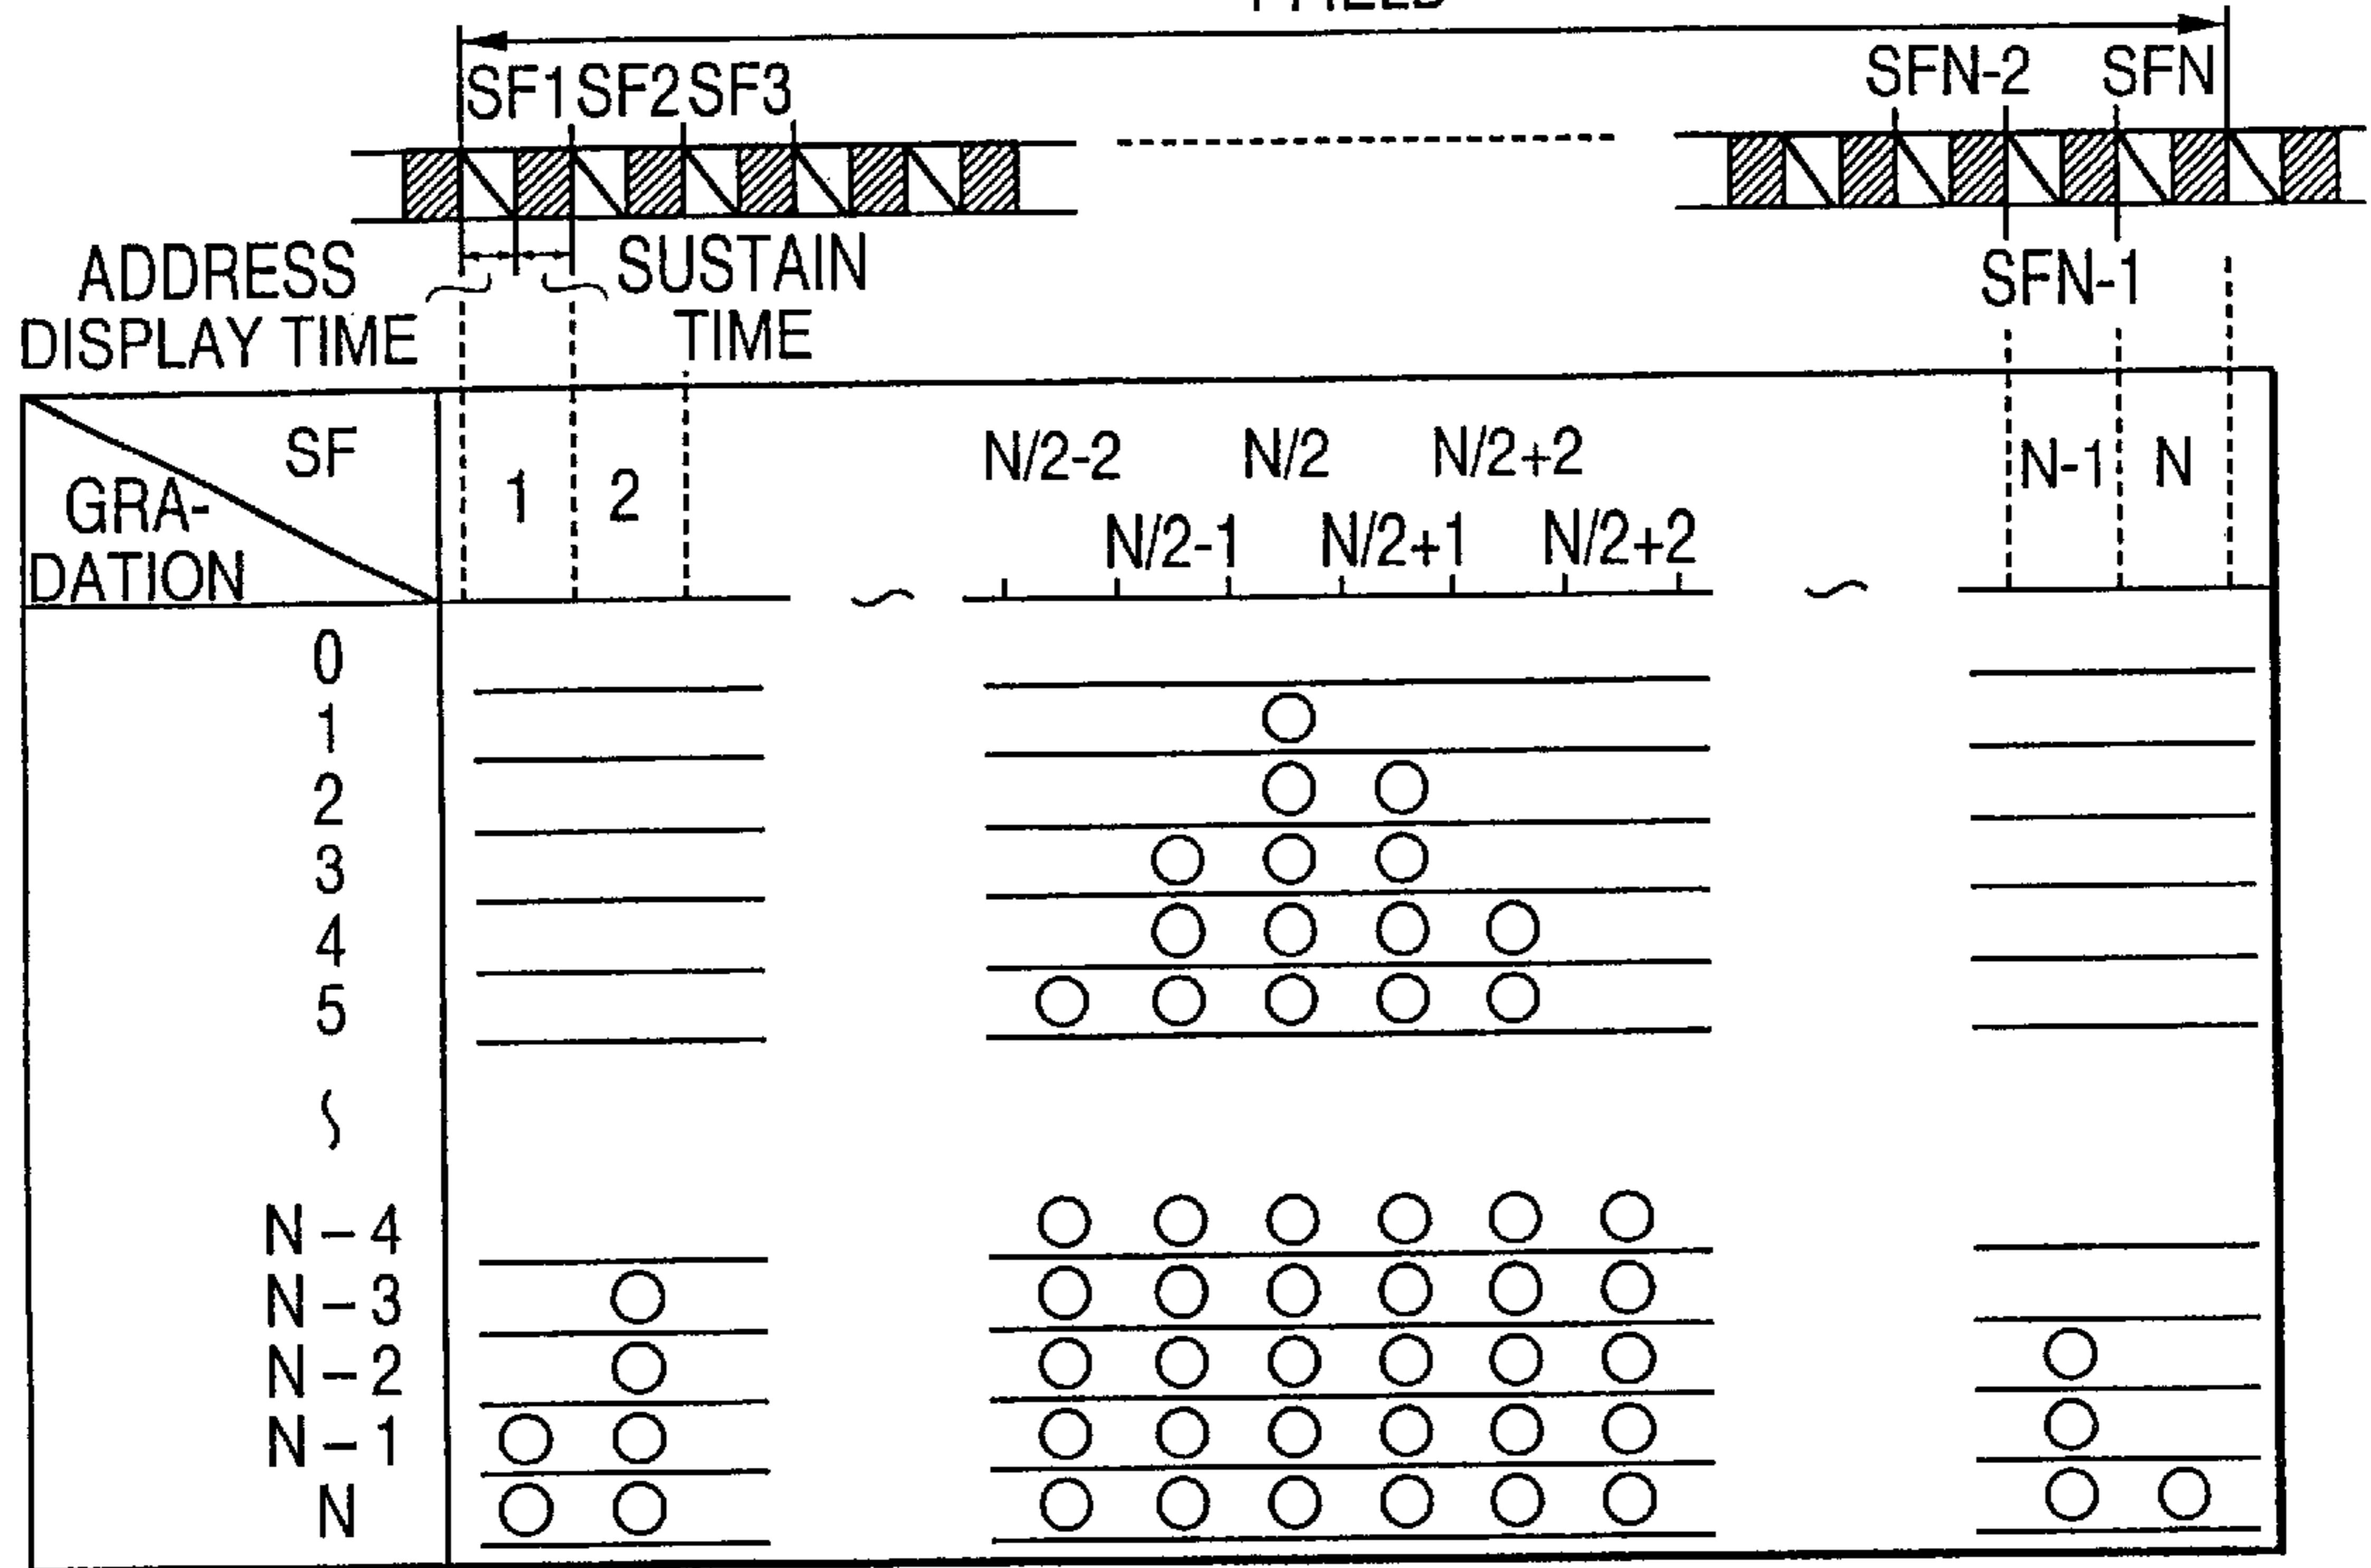 1 FIELD
SF1 SF2 SF3
SFN-2 SFN
ADDRESS DISPLAY TIME
SUSTAIN TIME
SFN-1
SF
GRA-
DATION
1 2
N/2-2 N/2 N/2+2
N/2-1 N/2+1 N/2+2
N-1 N
0
1
2
3
4
5
N-4
N-3
N-2
N-1
N